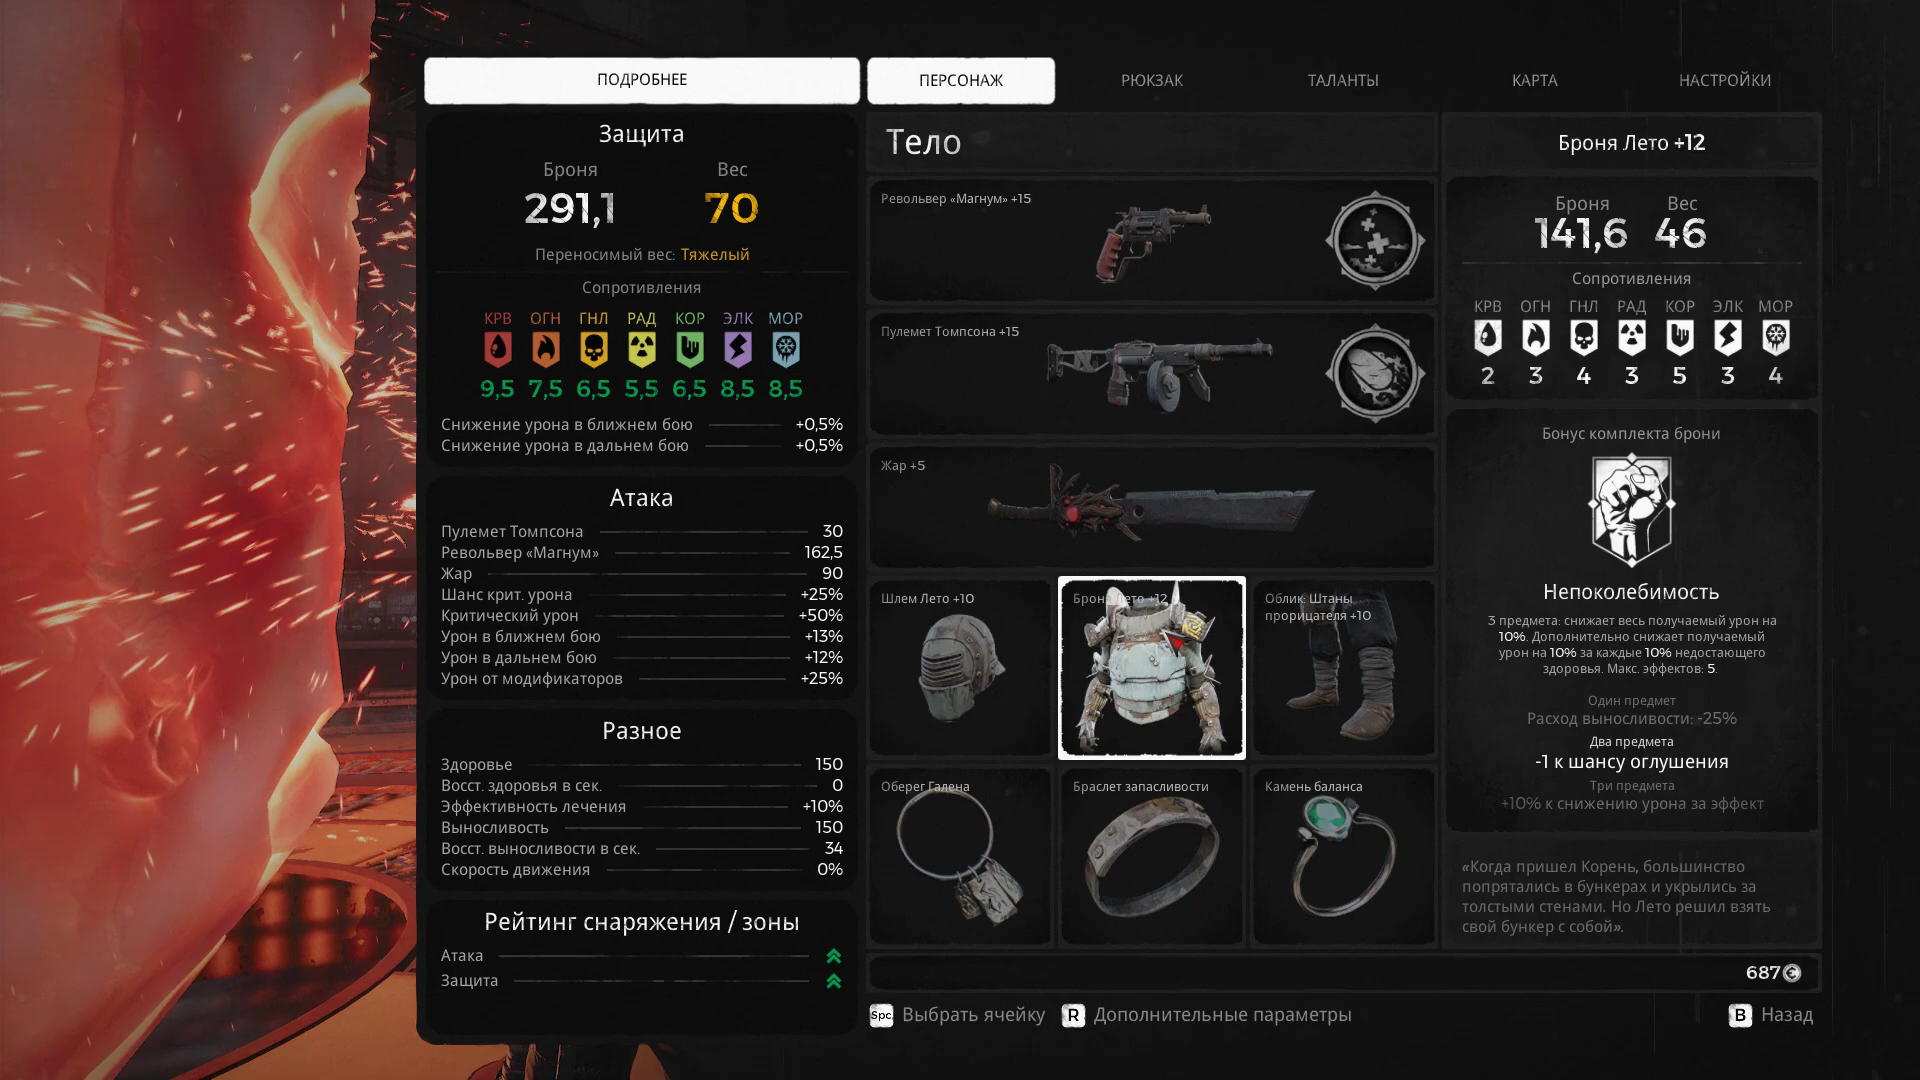 ПОДРОБНЕЕ
ПЕРСОНАЖ
РЮКЗАК
ТАЛАНТЫ
КАРТА
НАСТРОЙКИ
Защита
Броня Вес
291,1 70
Переносимый вес: Тяжелый
Сопротивления
КРВ ОГН ГНЛ РАД КОР ЭЛК МОР
9,5 7,5 6,5 5,5 6,5 8,5 8,5
Снижение урона в ближнем бою +0,5%
Снижение урона в дальнем бою +0,5%
Атака
Пулемет Томпсона 30
Револьвер «Магнум» 162,5
Жар 90
Шанс крит. урона +25%
Критический урон +50%
Урон в ближнем бою +13%
Урон в дальнем бою +12%
Урон от модификаторов +25%
Разное
Здоровье 150
Восст. здоровья в сек. 0
Эффективность лечения +10%
Выносливость 150
Восст. выносливости в сек. 34
Скорость движения 0%
Рейтинг снаряжения / зоны
Атака
Защита
Тело
Револьвер «Магнум» +15
Пулемет Томпсона +15
Жар +5
Шлем Лето +10
Броня Лето +12
Облик: Штаны
прорицателя +10
Оберег Галена
Браслет запасливости
Камень баланса
Броня Лето +12
Броня Вес
141,6 46
Сопротивления
КРВ ОГН ГНЛ РАД КОР ЭЛК МОР
2 3 4 3 5 3 4
Бонус комплекта брони
Непоколебимость
3 предмета: снижает весь получаемый урон на
10%. Дополнительно снижает получаемый
урон на 10% за каждые 10% недостающего
здоровья. Макс. эффектов: 5.
Один предмет
Расход выносливости: -25%
Два предмета
-1 к шансу оглушения
Три предмета
+10% к снижению урона за эффект
«Когда пришел Корень, большинство
попрятались в бункерах и укрылись за
толстыми стенами. Но Лето решил взять
свой бункер с собой».
687
Spc. Выбрать ячейку R Дополнительные параметры
B Назад